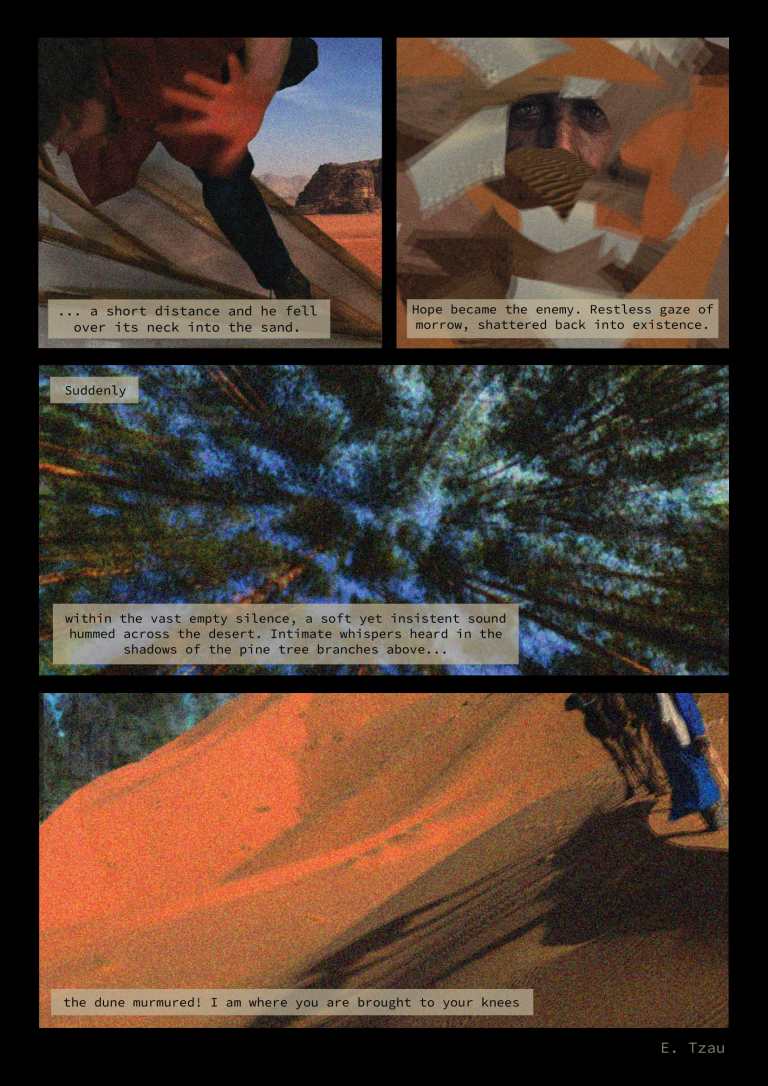 ... a short distance and he fell
over its neck into the sand.
Hope became the enemy. Restless gaze of
morrow, shattered back into existence.
Suddenly
within the vast empty silence, a soft yet insistent sound
hummed across the desert. Intimate whispers heard in the
shadows of the pine tree branches above...
the dune murmured! I am where you are brought to your knees
E. Tzau